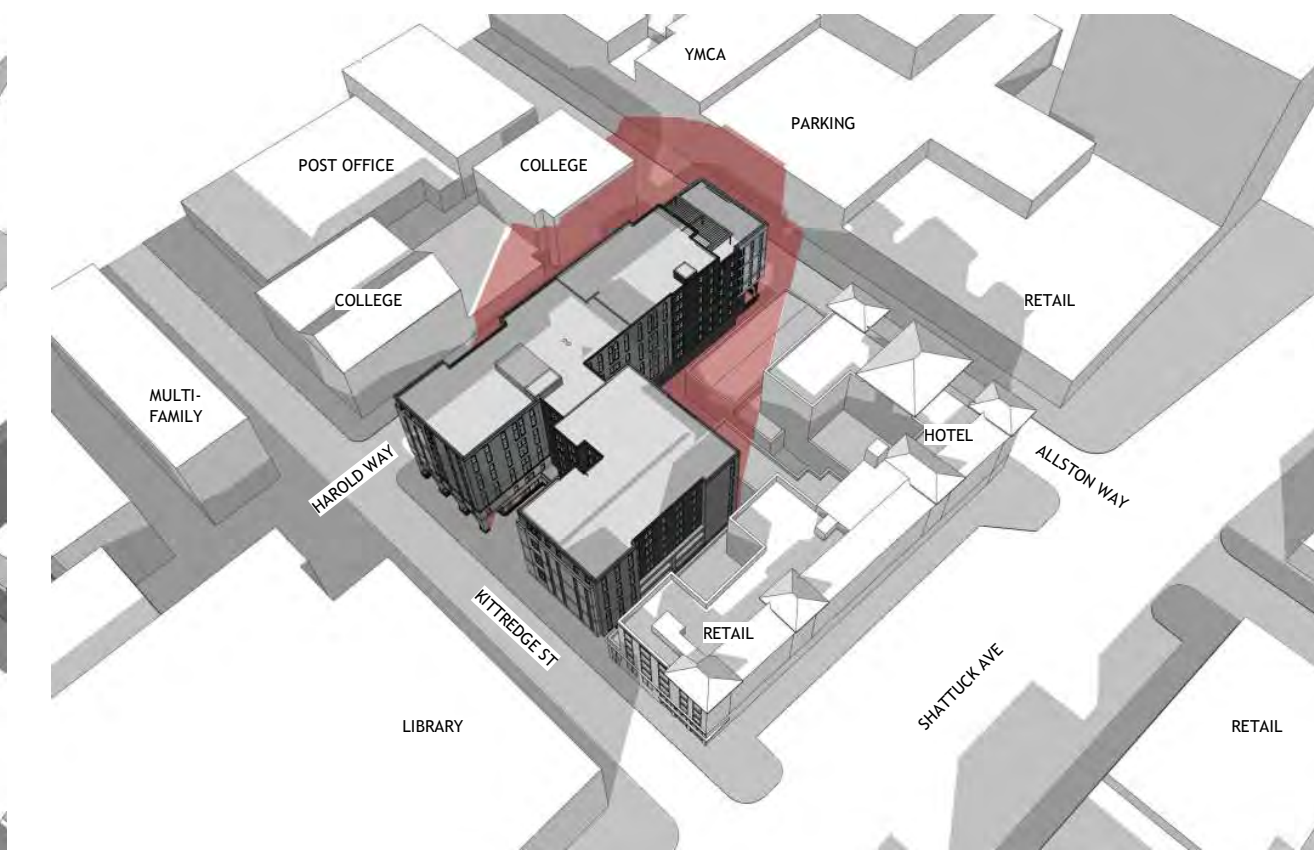 YMCA
PARKING
POST OFFICE
COLLEGE
COLLEGE
RETAIL
MULTI-
FAMILY
HOTEL
HAROLD WAY
ALLSTON WAY
KITTREDGE ST
RETAIL
SHATTUCK AVE
LIBRARY
RETAIL